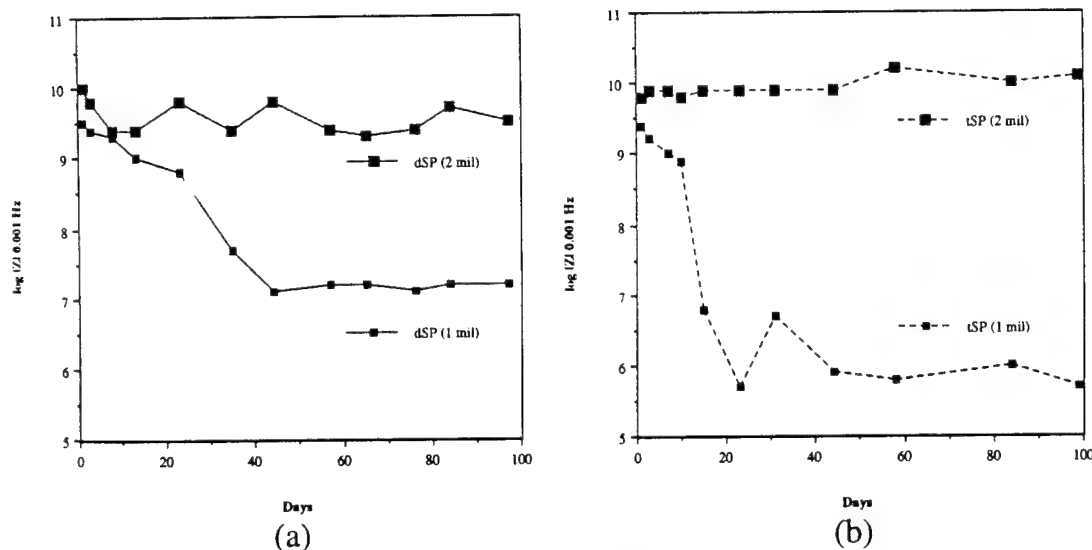 11
10
9
8
7
6
5
log |Z| 0.001 Hz
0 20 40 60 80 100
Days
dSP (2 mil)
dSP (1 mil)
(a)
11
10
9
8
7
6
5
log |Z| 0.001 Hz
0 20 40 60 80 100
Days
tSP (2 mil)
tSP (1 mil)
(b)